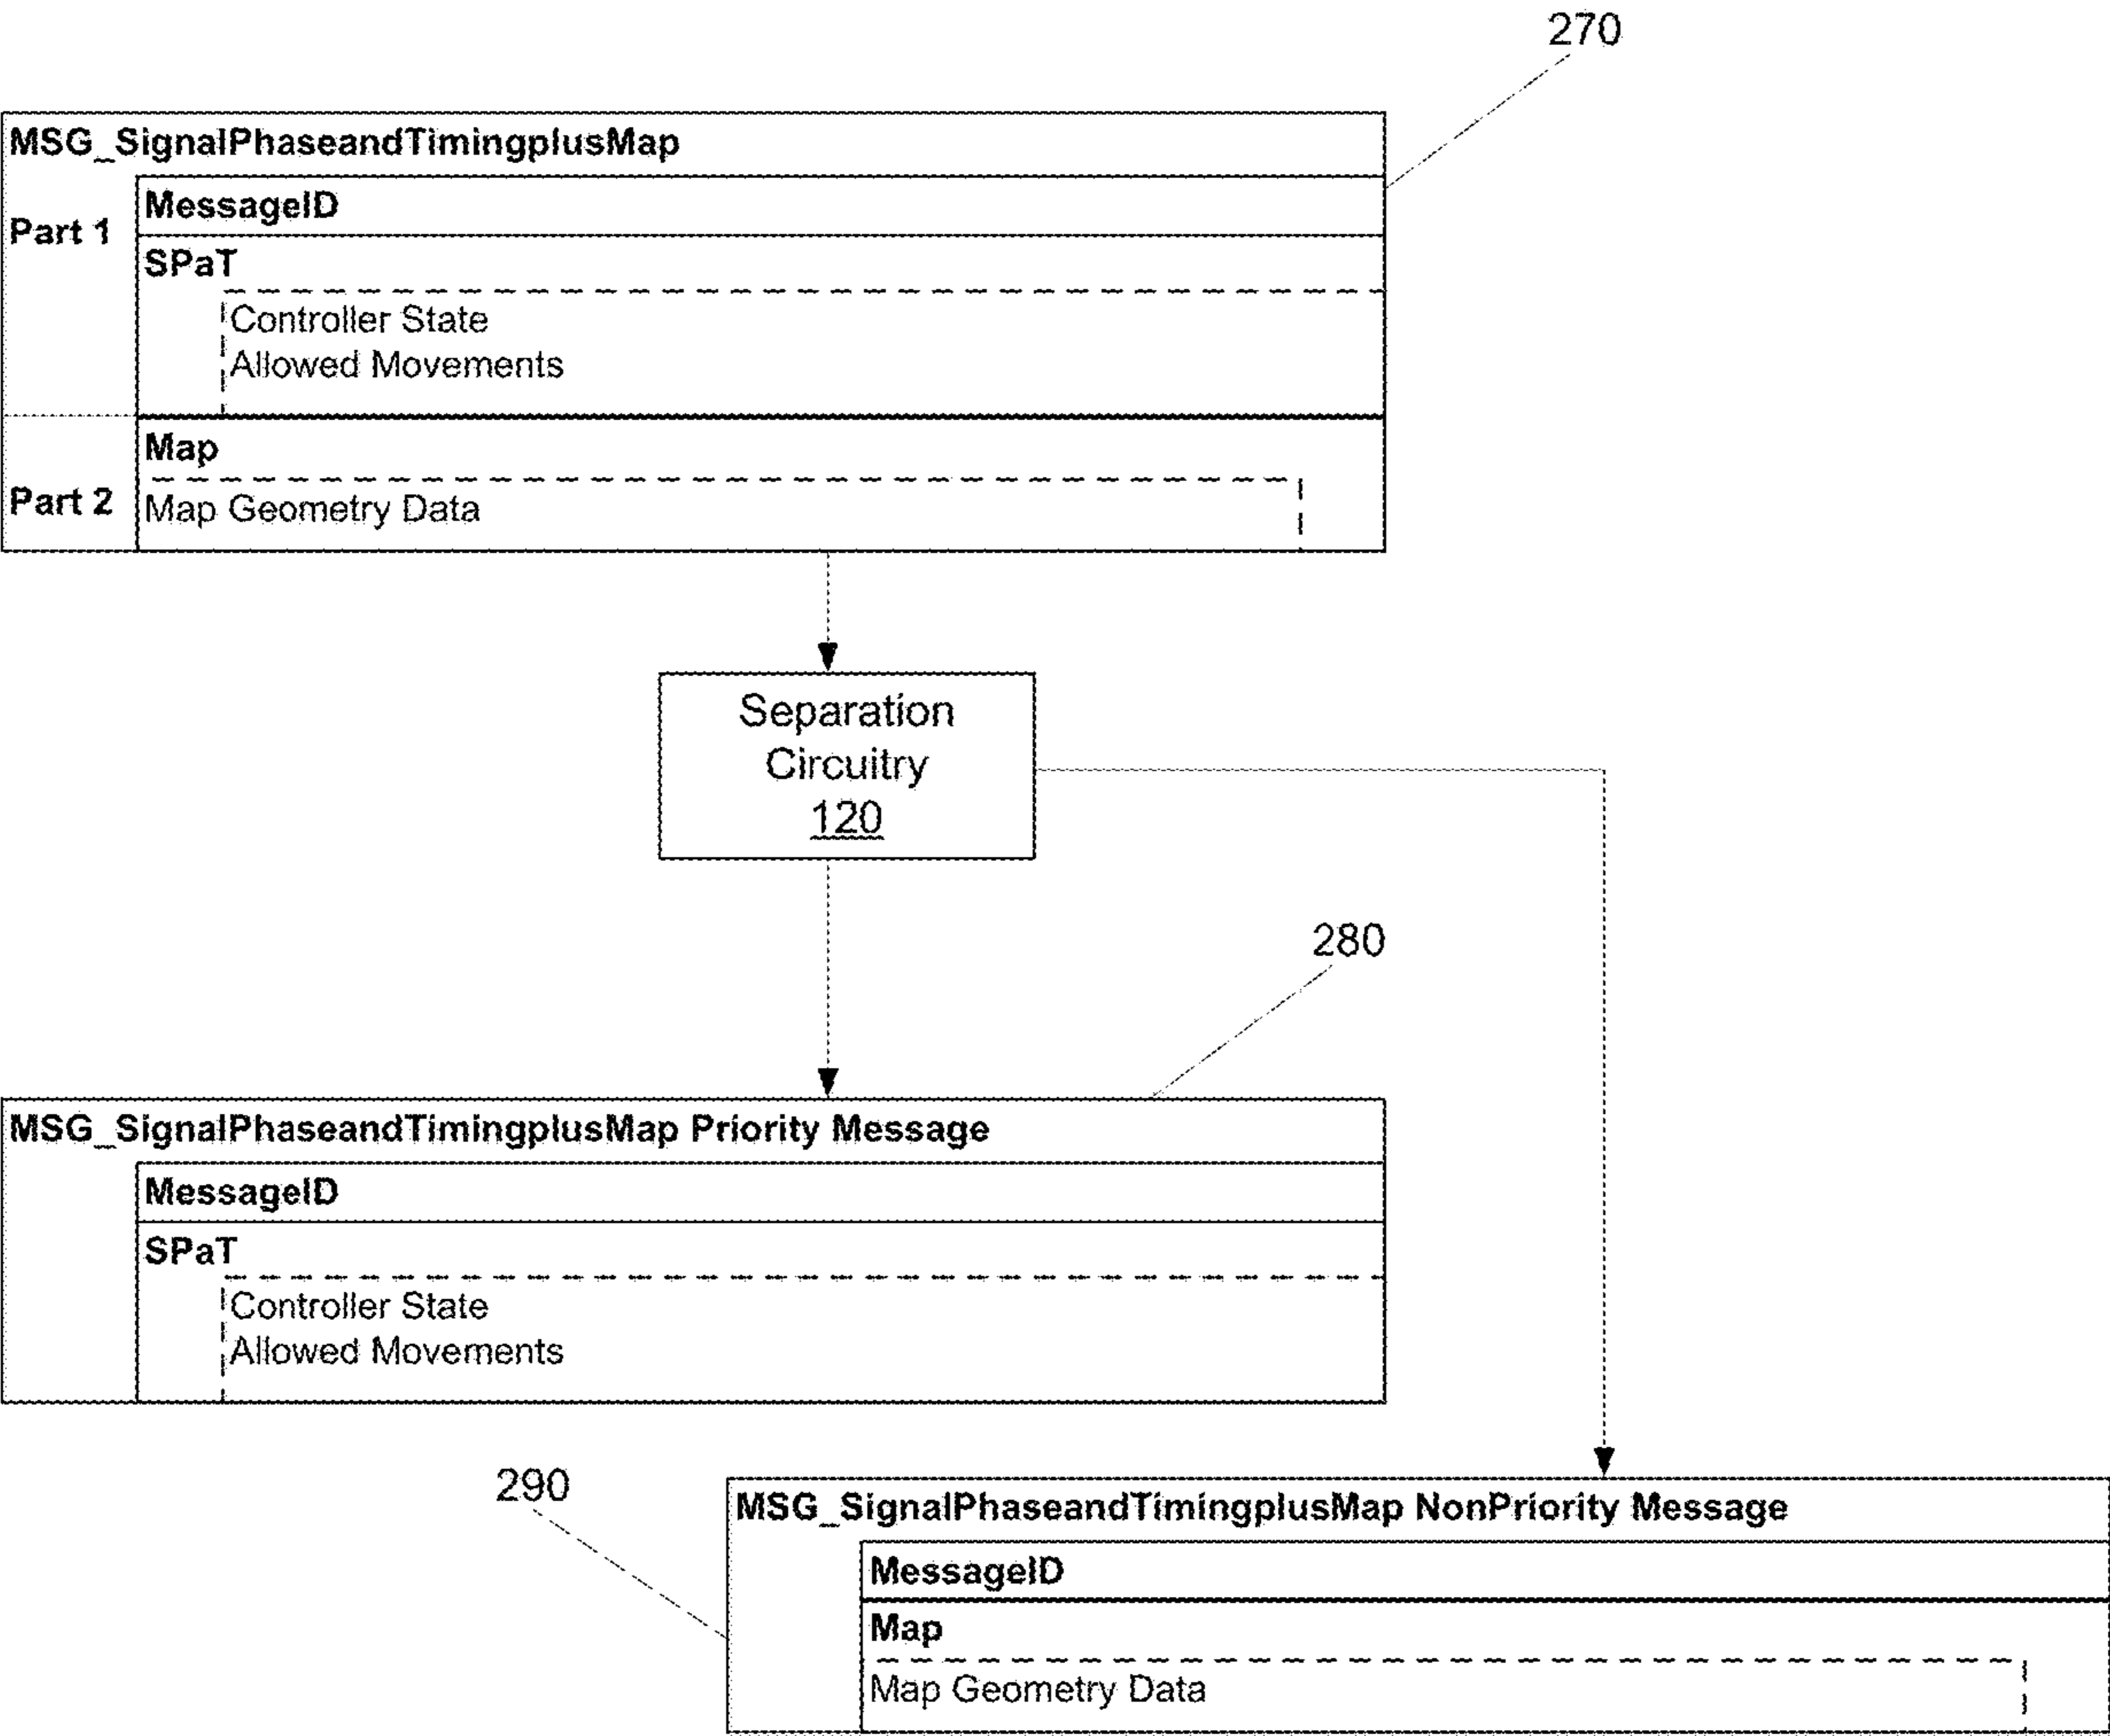 270
MSG_SignalPhaseandTimingplusMap
Part 1
MessageID
SPaT
Controller State
Allowed Movements
Part 2
Map
Map Geometry Data
Separation
Circuitry
120
280
MSG_SignalPhaseandTimingplusMap Priority Message
MessageID
SPaT
Controller State
Allowed Movements
290
MSG_SignalPhaseandTimingplusMap NonPriority Message
MessageID
Map
Map Geometry Data